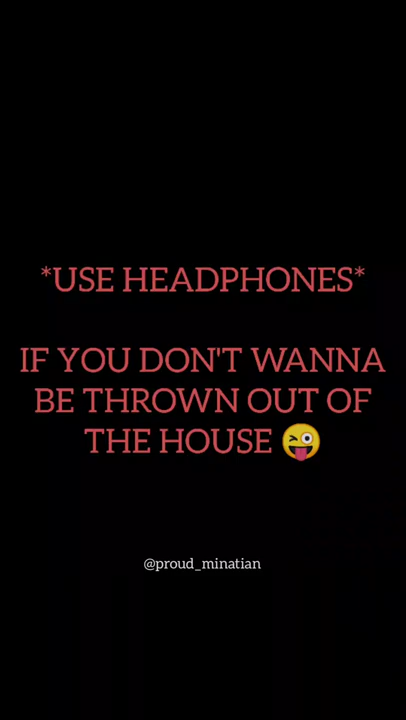 *USE HEADPHONES*
IF YOU DON'T WANNA
BE THROWN OUT OF
THE HOUSE 😜
@proud_minatian